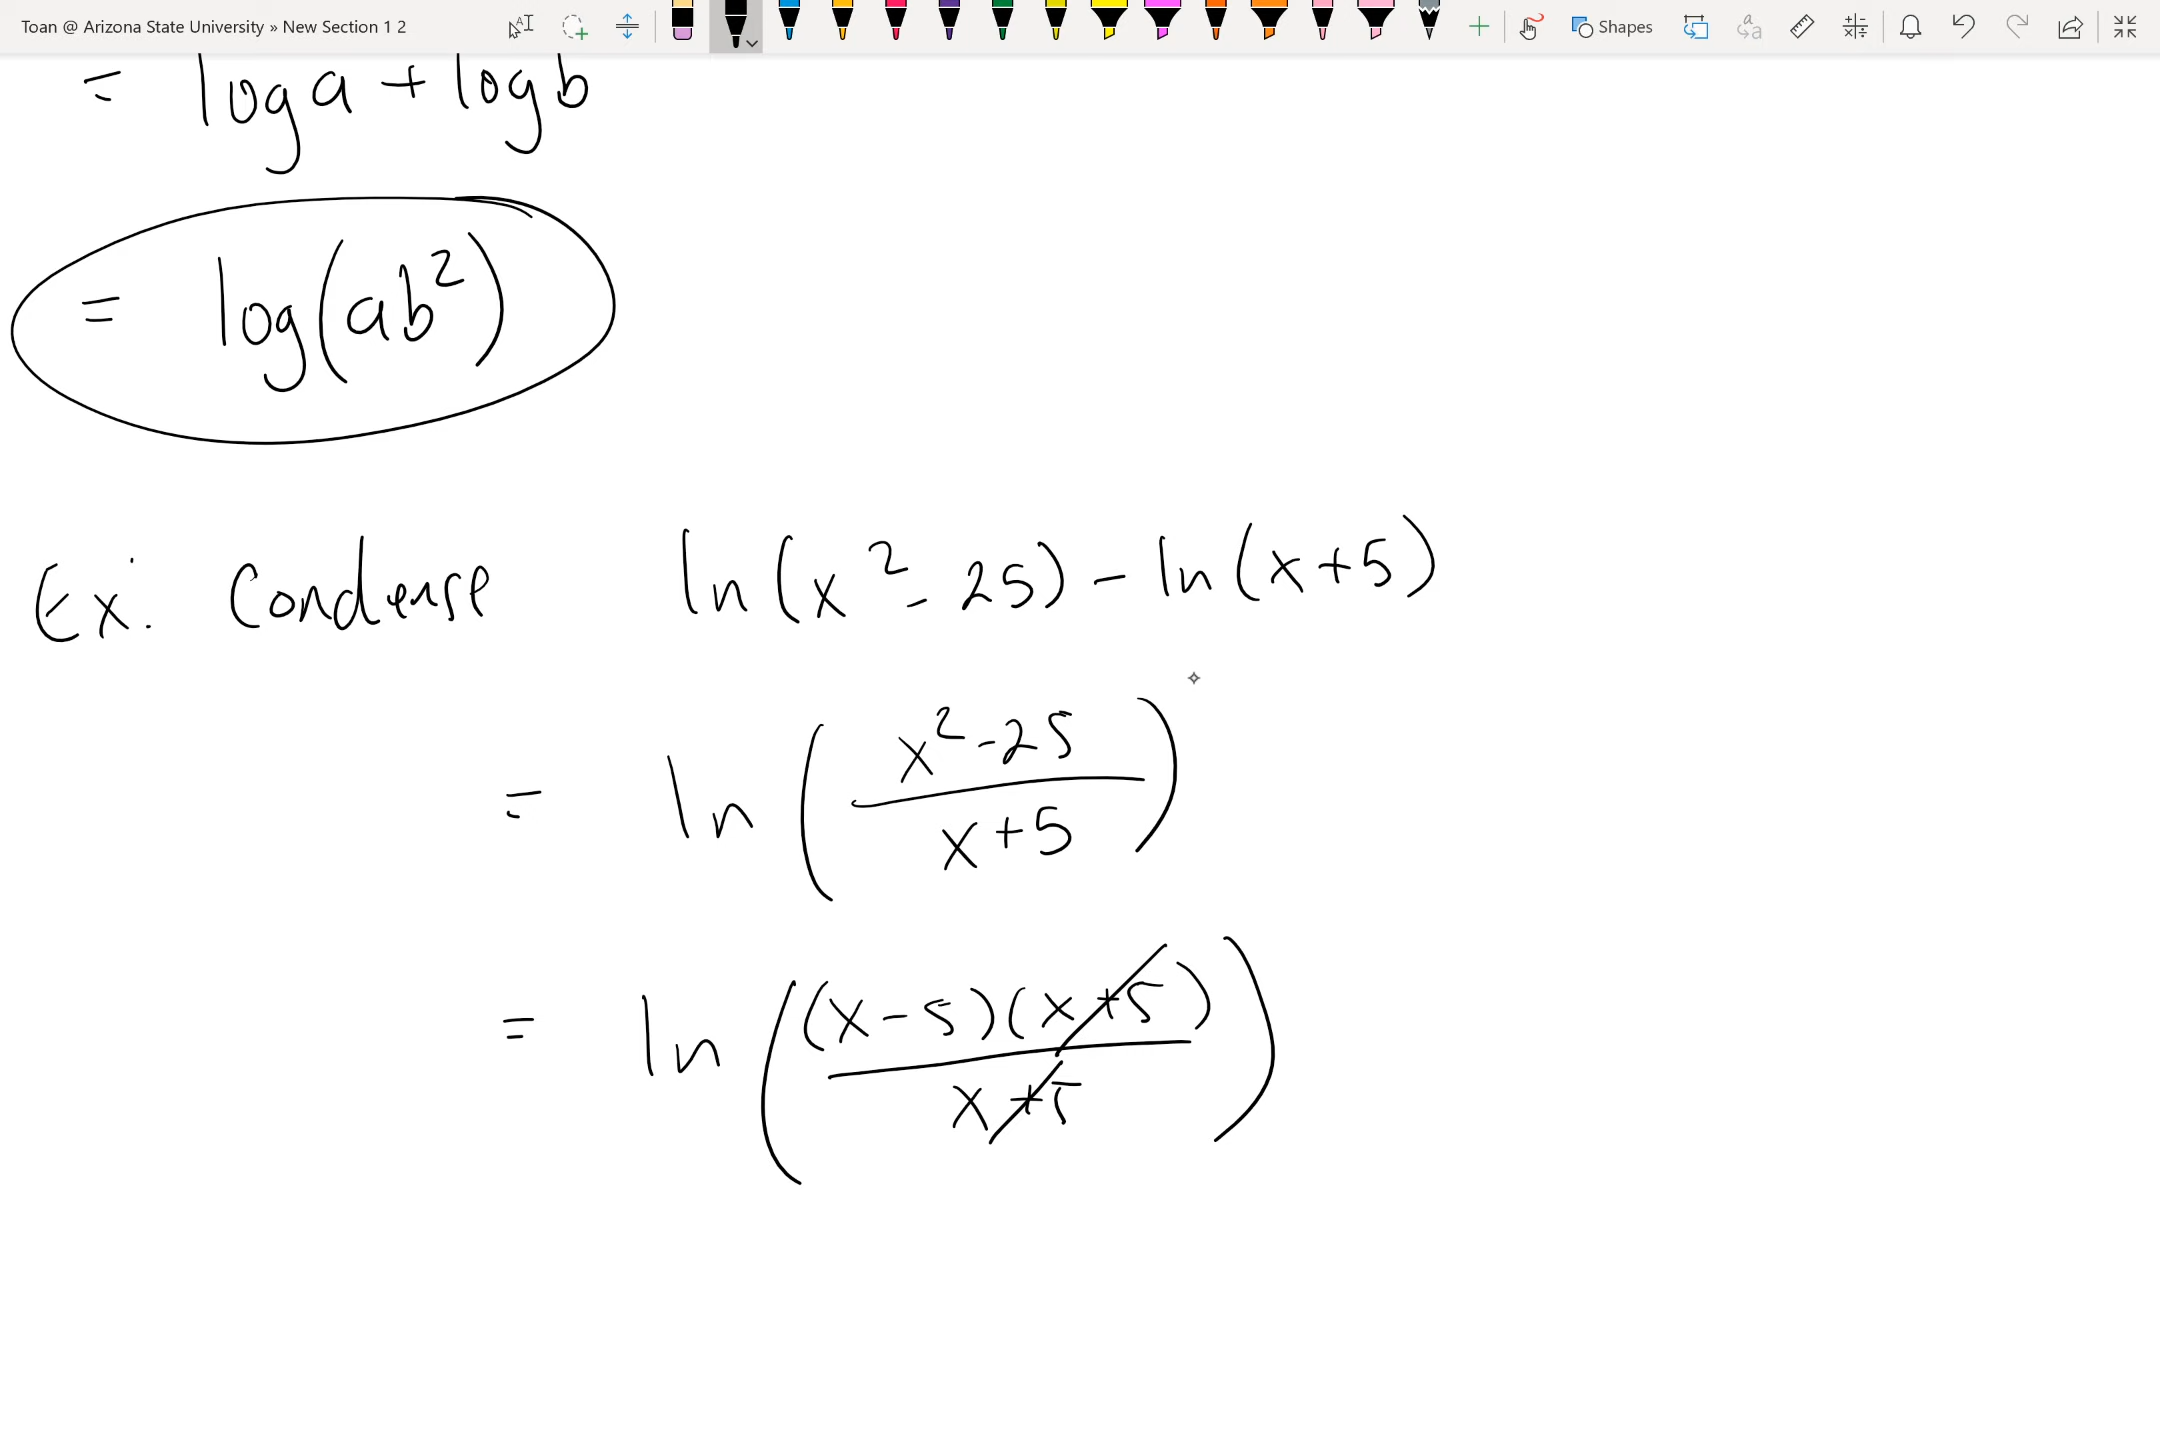 Toan @ Arizona State University » New Section 1 2
Shapes
= log a + log b
= log(ab²)
Ex: Condense ln(x² - 25) - ln(x+5)
= ln((x²-25)/(x+5))
= ln((x-5)(x+5)/(x+5))